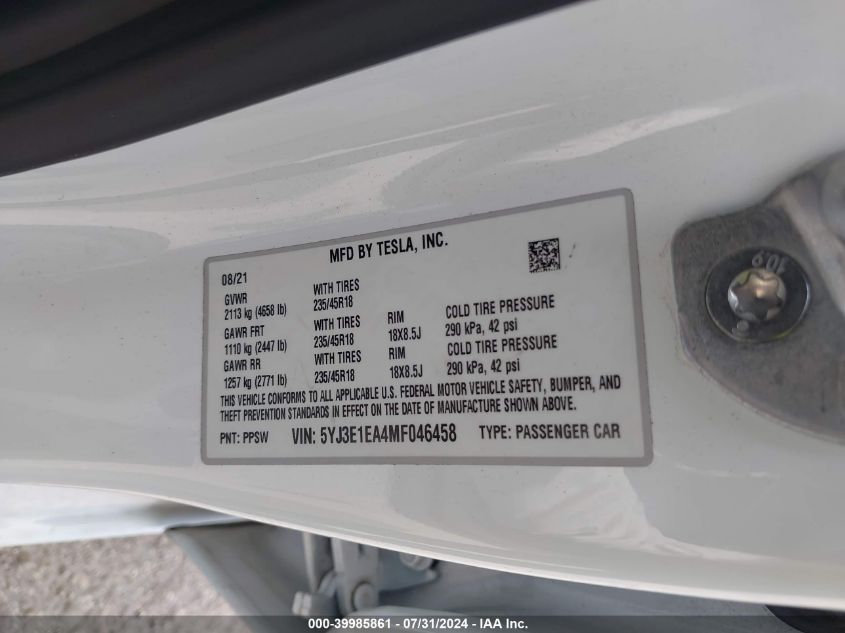 MFD BY TESLA, INC.
08/21
GVWR WITH TIRES
2113 kg (4658 lb) 235/45R18
GAWR FRT WITH TIRES RIM COLD TIRE PRESSURE
1110 kg (2447 lb) 235/45R18 18X8.5J 290 kPa, 42 psi
GAWR RR WITH TIRES RIM COLD TIRE PRESSURE
1257 kg (2771 lb) 235/45R18 18X8.5J 290 kPa, 42 psi
THIS VEHICLE CONFORMS TO ALL APPLICABLE U.S. FEDERAL MOTOR VEHICLE SAFETY, BUMPER, AND
THEFT PREVENTION STANDARDS IN EFFECT ON THE DATE OF MANUFACTURE SHOWN ABOVE.
PNT: PPSW VIN: 5YJ3E1EA4MF046458 TYPE: PASSENGER CAR
10.9
000-39985861 - 07/31/2024 - IAA Inc.